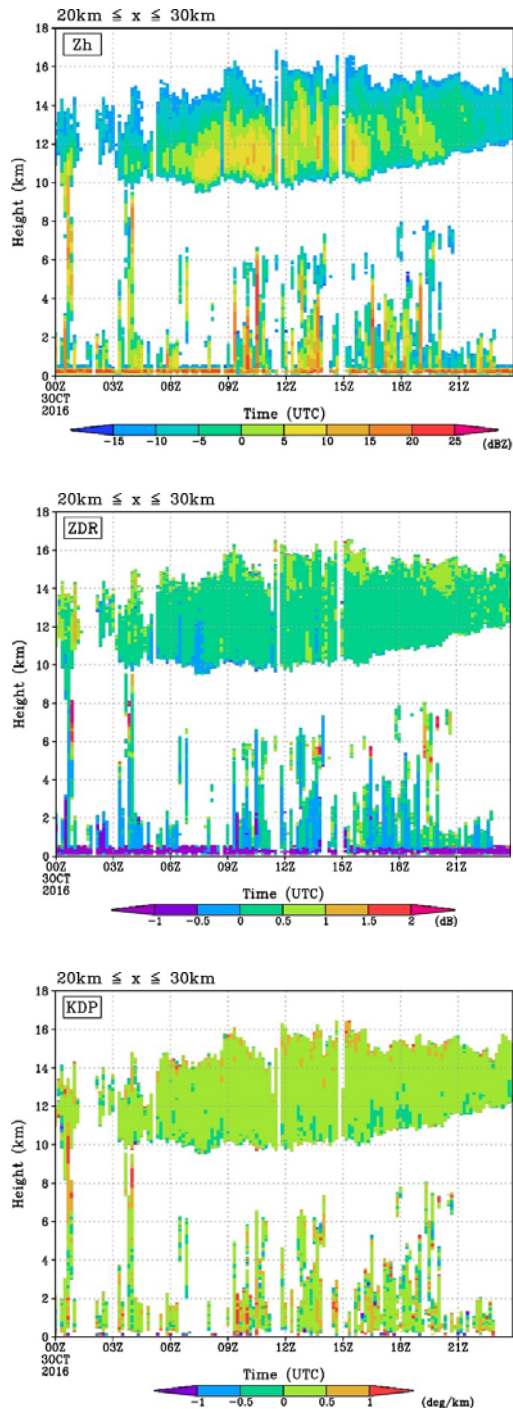 20km ≦ x ≦ 30km
Zh
18
16
14
12
10
8
6
4
2
0
Height (km)
00Z 03Z 06Z 09Z 12Z 15Z 18Z 21Z
30OCT
2016
Time (UTC)
-15 -10 -5 0 5 10 15 20 25 (dBZ)
20km ≦ x ≦ 30km
ZDR
18
16
14
12
10
8
6
4
2
0
Height (km)
00Z 03Z 06Z 09Z 12Z 15Z 18Z 21Z
30OCT
2016
Time (UTC)
-1 -0.5 0 0.5 1 1.5 2 (dB)
20km ≦ x ≦ 30km
KDP
18
16
14
12
10
8
6
4
2
0
Height (km)
00Z 03Z 06Z 09Z 12Z 15Z 18Z 21Z
30OCT
2016
Time (UTC)
-1 -0.5 0 0.5 1 (deg/km)